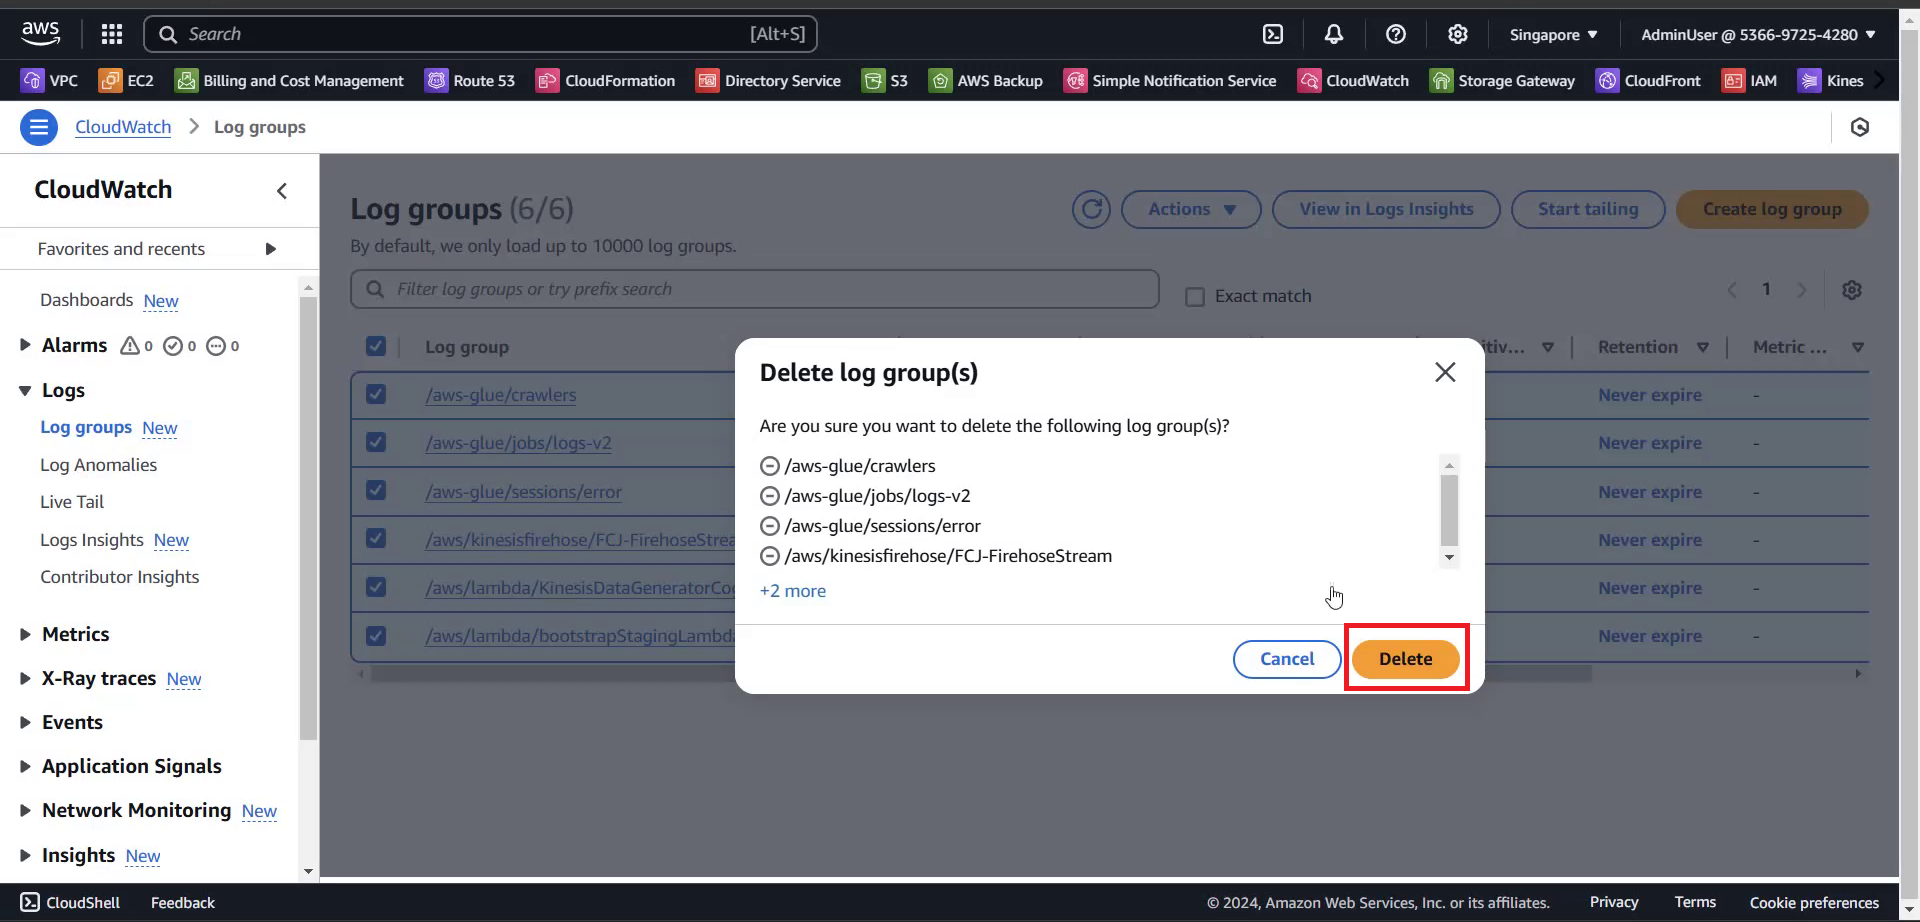 aws
Search [Alt+S]
Singapore
AdminUser @ 5366-9725-4280
VPC EC2 Billing and Cost Management Route 53 CloudFormation Directory Service S3 AWS Backup Simple Notification Service CloudWatch Storage Gateway CloudFront IAM Kines
CloudWatch Log groups
CloudWatch
Favorites and recents
Dashboards New
Alarms 0 0 0
Logs
Log groups New
Log Anomalies
Live Tail
Logs Insights New
Contributor Insights
Metrics
X-Ray traces New
Events
Application Signals
Network Monitoring New
Insights New
Log groups (6/6)
Actions View in Logs Insights Start tailing Create log group
By default, we only load up to 10000 log groups.
Filter log groups or try prefix search
Exact match
1
Log group itiv... Retention Metric ...
/aws-glue/crawlers Never expire -
/aws-glue/jobs/logs-v2 Never expire -
/aws-glue/sessions/error Never expire -
/aws/kinesisfirehose/FCJ-FirehoseStrea Never expire -
/aws/lambda/KinesisDataGeneratorCo Never expire -
/aws/lambda/bootstrapStagingLambd Never expire -
Delete log group(s)
Are you sure you want to delete the following log group(s)?
/aws-glue/crawlers
/aws-glue/jobs/logs-v2
/aws-glue/sessions/error
/aws/kinesisfirehose/FCJ-FirehoseStream
+2 more
Cancel Delete
CloudShell Feedback
© 2024, Amazon Web Services, Inc. or its affiliates. Privacy Terms Cookie preferences